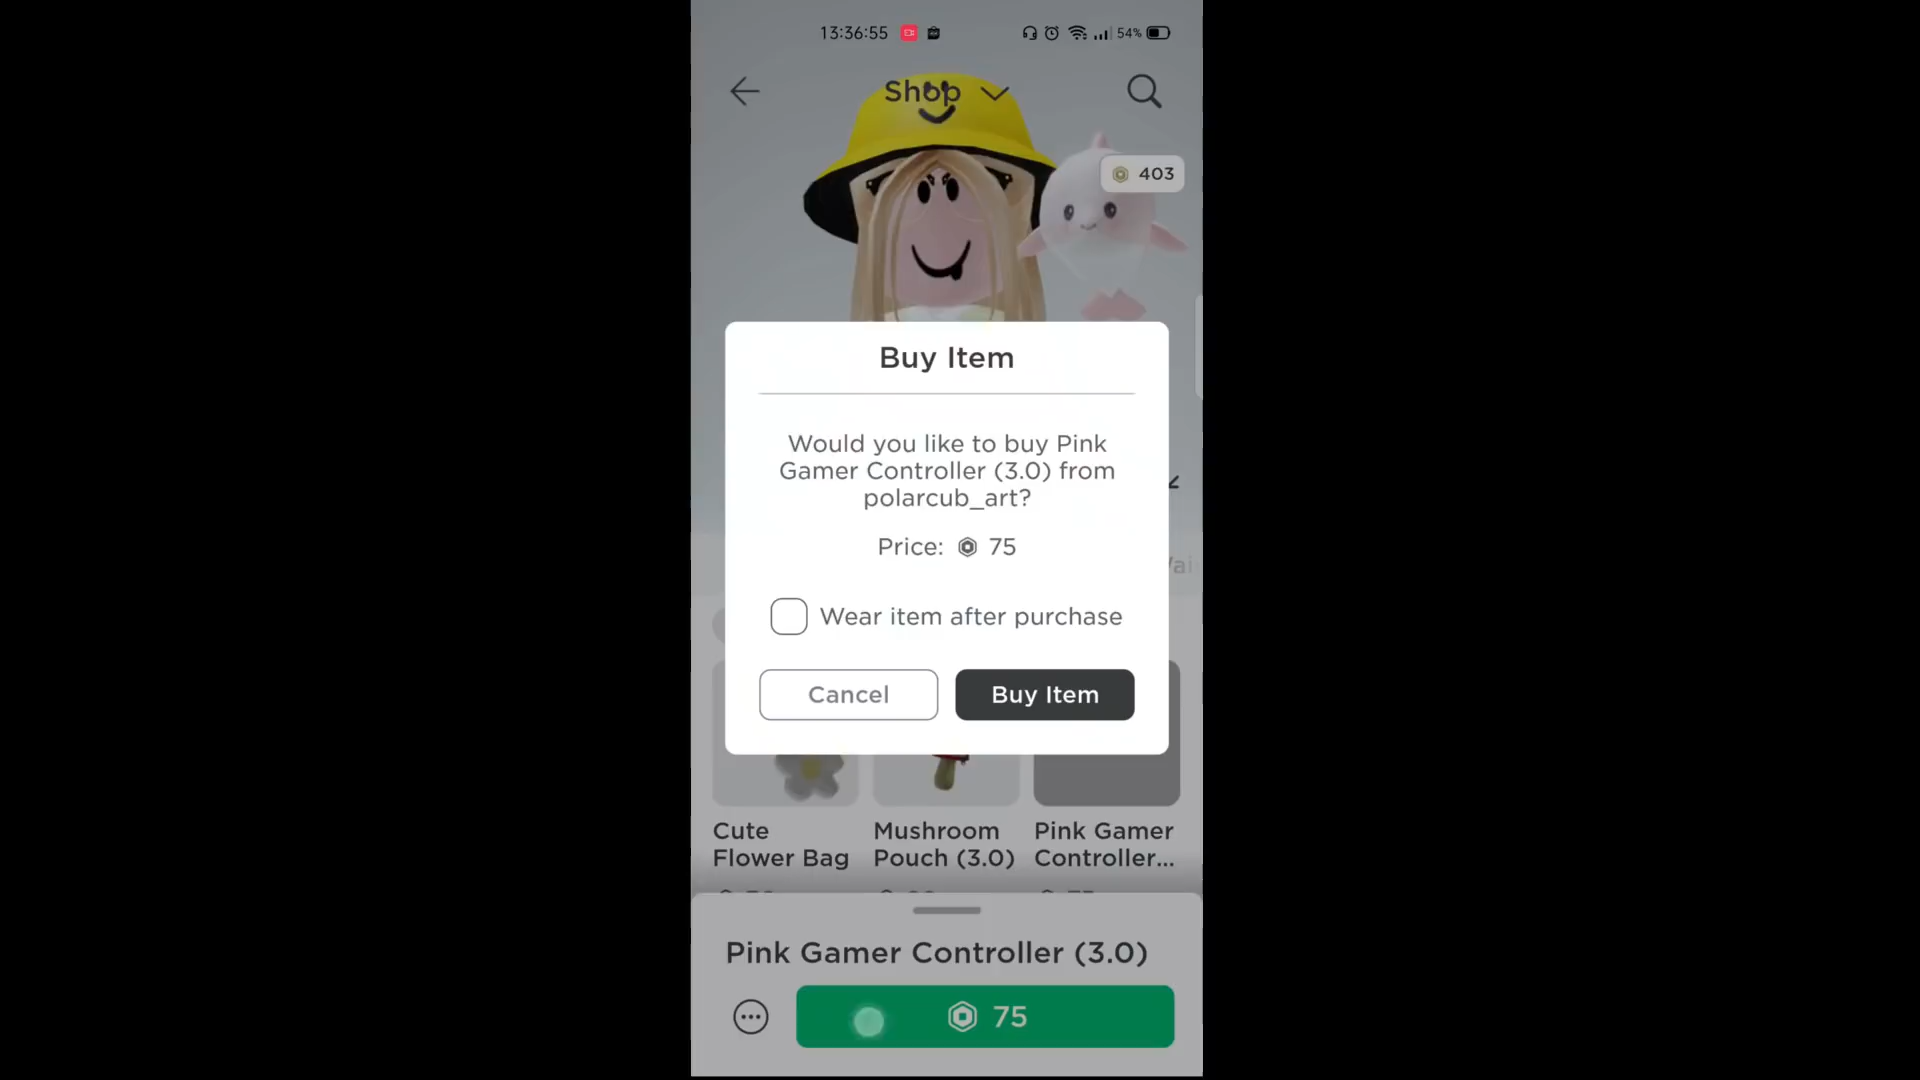 13:36:55
54%
Shop
403
Buy Item
Would you like to buy Pink
Gamer Controller (3.0) from
polarcub_art?
Price: 75
Wear item after purchase
Cancel
Buy Item
Cute
Flower Bag
Mushroom
Pouch (3.0)
Pink Gamer
Controller...
Pink Gamer Controller (3.0)
75